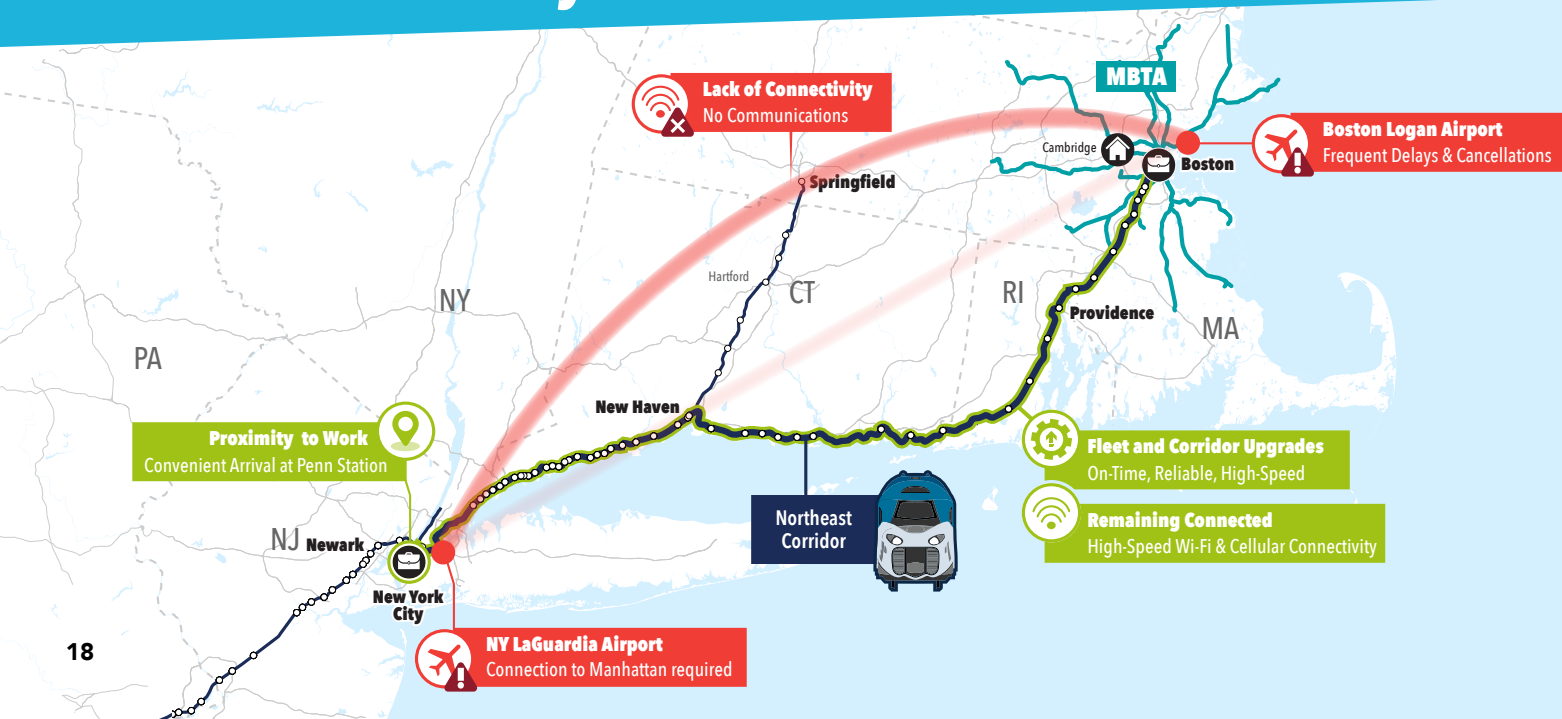 MBTA
Lack of Connectivity
No Communications
Boston Logan Airport
Frequent Delays & Cancellations
Cambridge
Boston
Springfield
Hartford
NY
CT
RI
Providence
MA
PA
New Haven
Proximity to Work
Convenient Arrival at Penn Station
Fleet and Corridor Upgrades
On-Time, Reliable, High-Speed
Northeast
Corridor
Remaining Connected
High-Speed Wi-Fi & Cellular Connectivity
NJ
Newark
New York
City
NY LaGuardia Airport
Connection to Manhattan required
18